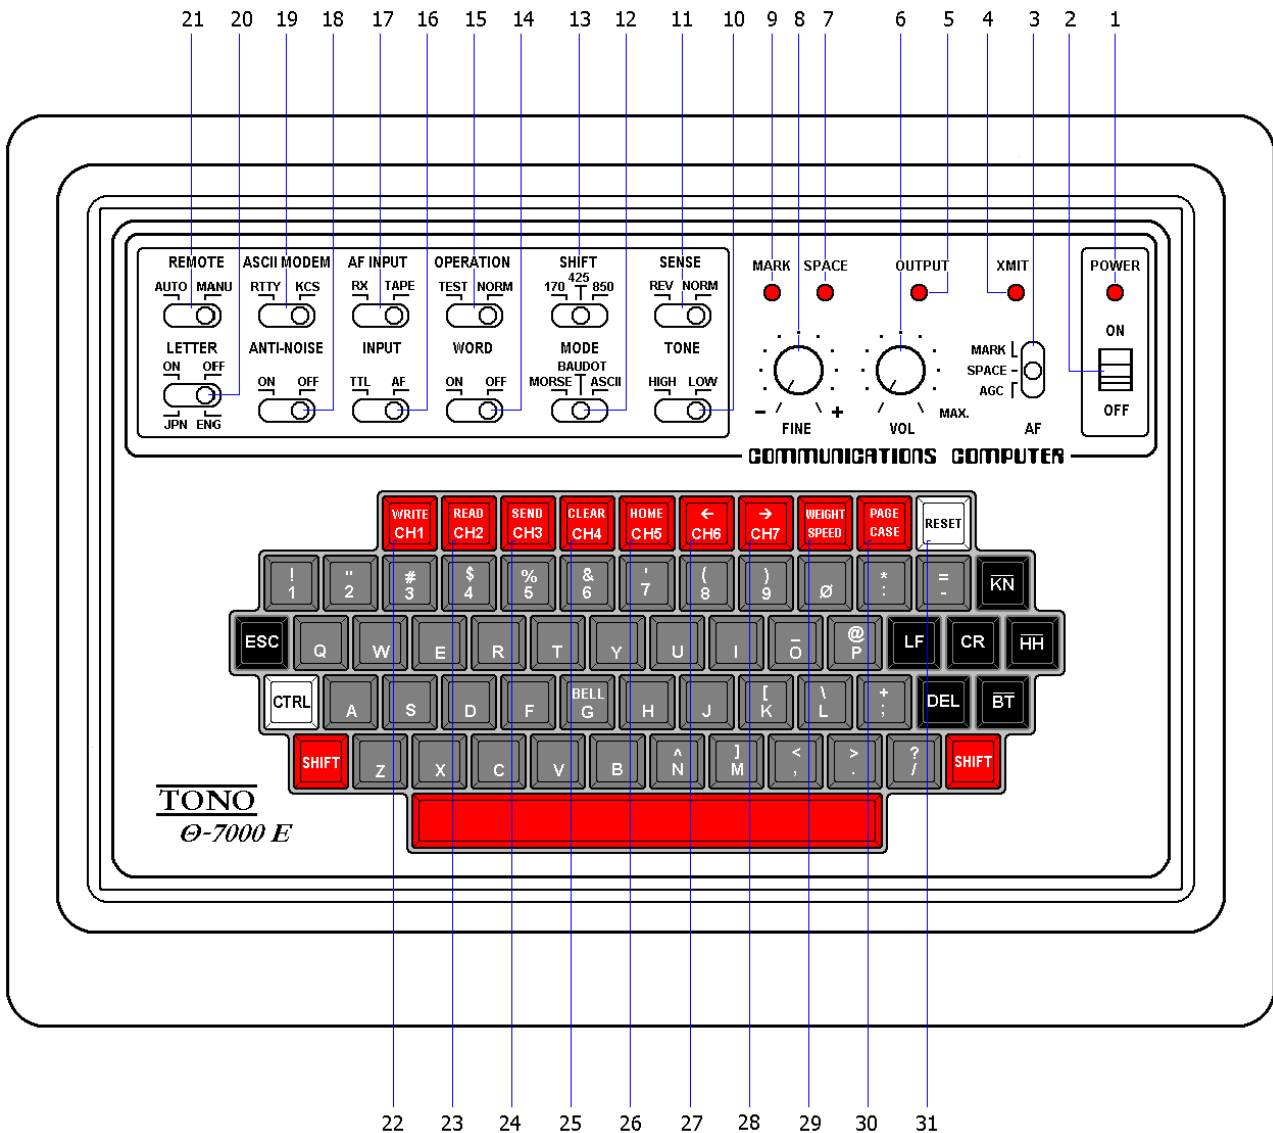 21 20 19 18 17 16 15 14 13 12 11 10 9 8 7 6 5 4 3 2 1
REMOTE ASCII MODEM AF INPUT OPERATION SHIFT SENSE MARK SPACE OUTPUT XMIT POWER
AUTO MANU RTTY KCS RX TAPE TEST NORM 170 425 850 REV NORM
ON
LETTER ANTI-NOISE INPUT WORD MODE TONE MARK
BAUDOT
ON OFF SPACE
ON OFF TTL AF ON OFF MORSE ASCII HIGH LOW AGC
JPN ENG - + MAX. OFF
FINE VOL AF
COMMUNICATIONS COMPUTER
WRITE READ SEND CLEAR HOME ← → WEIGHT PAGE RESET
CH1 CH2 CH3 CH4 CH5 CH6 CH7 SPEED CASE
! " # $ % & ' ( ) * =
1 2 3 4 5 6 7 8 9 Ø : - K̅N̅
ESC Q W E R T Y U I O̅ @ P LF CR H̅H̅
CTRL A S D F BELL G H J [ K \ L + ; DEL B̅T̅
SHIFT Z X C V B ^ N ] M < , > . ? / SHIFT
TONO
Θ-7000 E
22 23 24 25 26 27 28 29 30 31